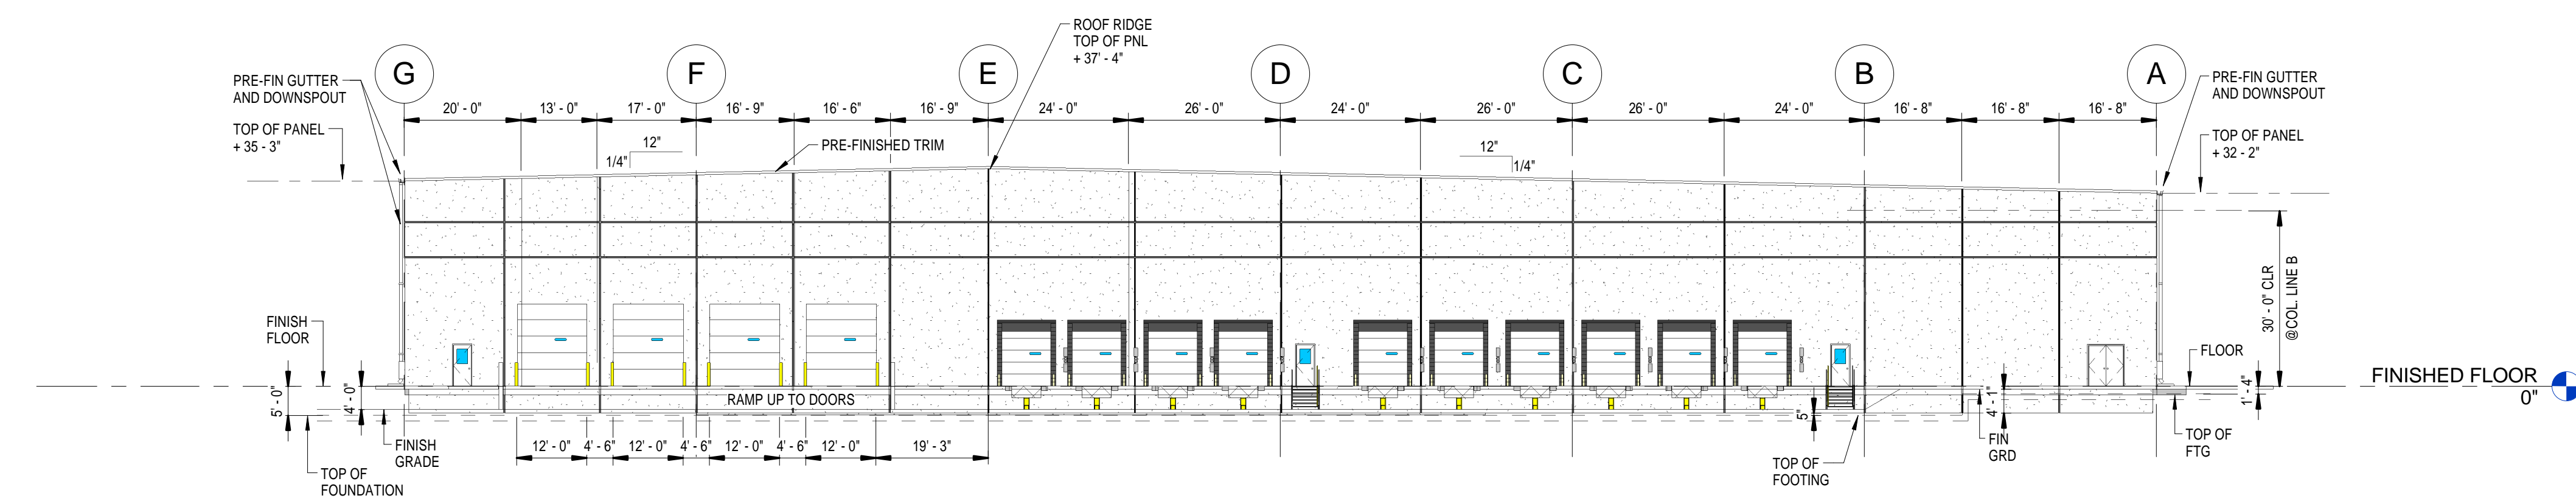 ROOF RIDGE
TOP OF PNL
+ 37' - 4"
G
F
E
D
C
B
A
PRE-FIN GUTTER
AND DOWNSPOUT
PRE-FIN GUTTER
AND DOWNSPOUT
20' - 0"
13' - 0"
17' - 0"
16' - 9"
16' - 6"
16' - 9"
24' - 0"
26' - 0"
24' - 0"
26' - 0"
26' - 0"
24' - 0"
16' - 8"
16' - 8"
16' - 8"
TOP OF PANEL
+ 35 - 3"
TOP OF PANEL
+ 32 - 2"
12"
1/4"
PRE-FINISHED TRIM
12"
1/4"
30' - 0" CLR
@COL. LINE B
FINISH
FLOOR
FLOOR
FINISHED FLOOR
0"
5' - 0"
4' - 0"
RAMP UP TO DOORS
5"
4' - 1"
1' - 4"
12' - 0"
4' - 6"
12' - 0"
4' - 6"
12' - 0"
4' - 6"
12' - 0"
19' - 3"
FINISH
GRADE
TOP OF
FOUNDATION
TOP OF
FOOTING
FIN
GRD
TOP OF
FTG